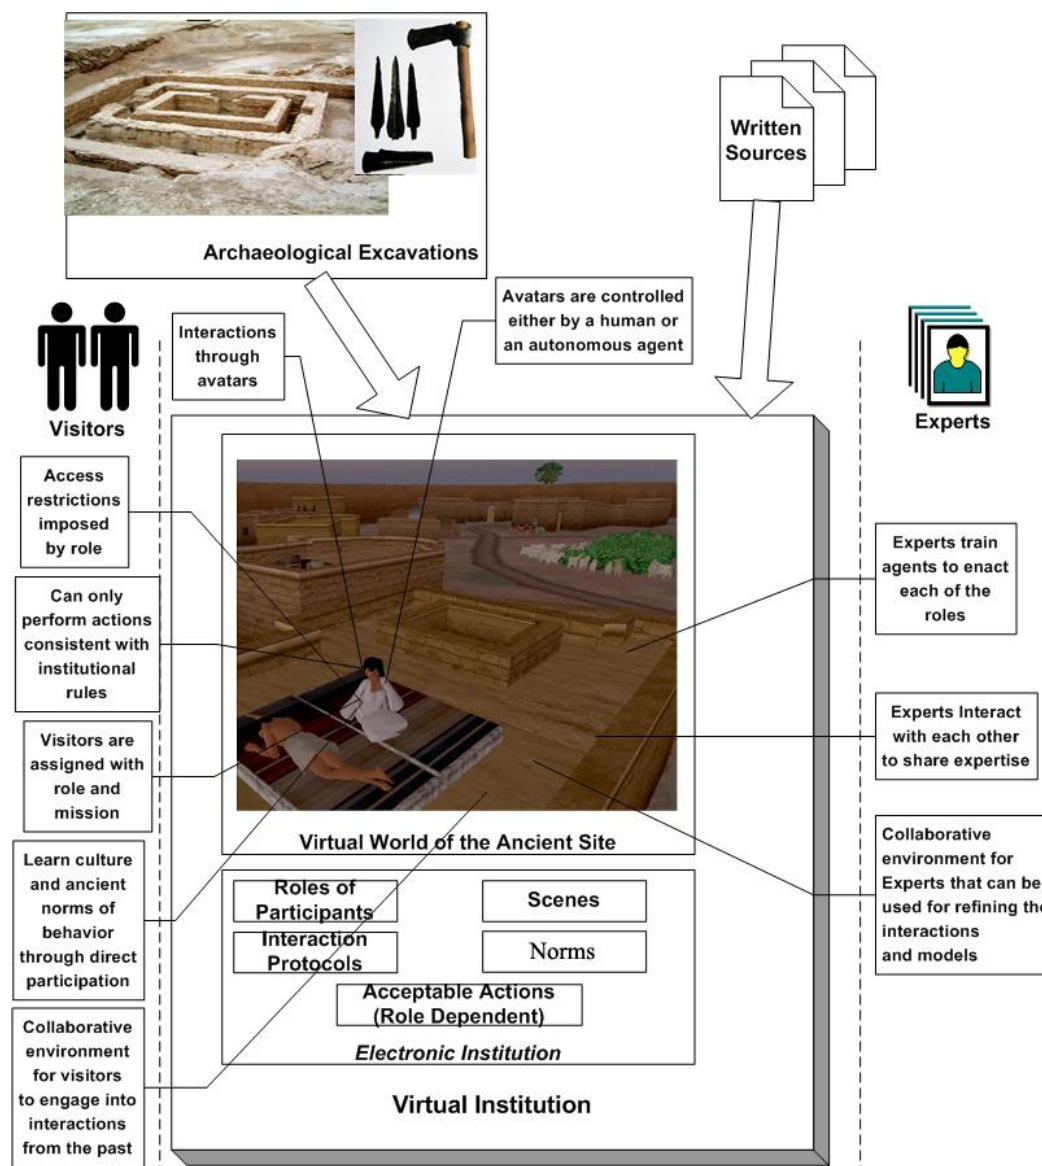 Written
Sources
Archaeological Excavations
Interactions
through
avatars
Avatars are controlled
either by a human or
an autonomous agent
Visitors
Experts
Access
restrictions
imposed
by role
Can only
perform actions
consistent with
institutional
rules
Visitors are
assigned with
role and
mission
Learn culture
and ancient
norms of
behavior
through direct
participation
Collaborative
environment
for visitors
to engage into
interactions
from the past
Experts train
agents to enact
each of the
roles
Experts Interact
with each other
to share expertise
Collaborative
environment for
Experts that can be
used for refining the
interactions
and models
Virtual World of the Ancient Site
Roles of
Participants
Scenes
Interaction
Protocols
Norms
Acceptable Actions
(Role Dependent)
Electronic Institution
Virtual Institution